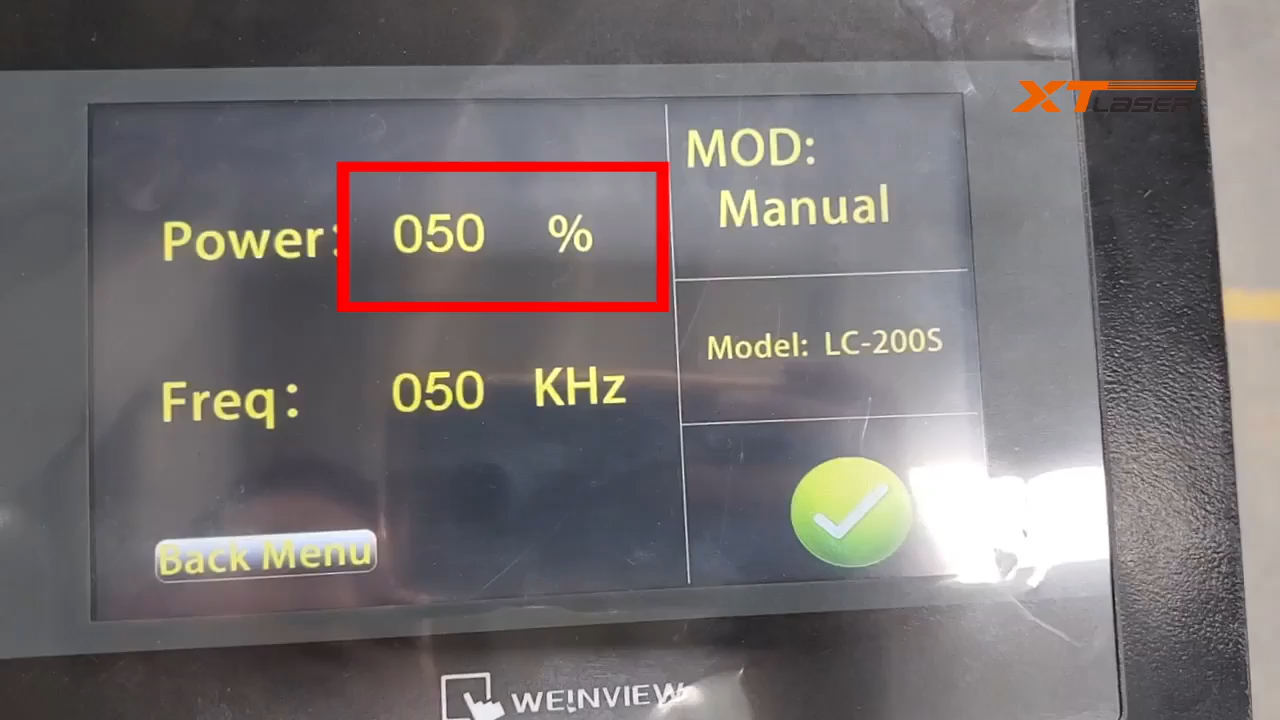 XT LASER
Power: 050 %
Freq: 050 KHz
Back Menu
MOD:
Manual
Model: LC-200S
WEINVIEW